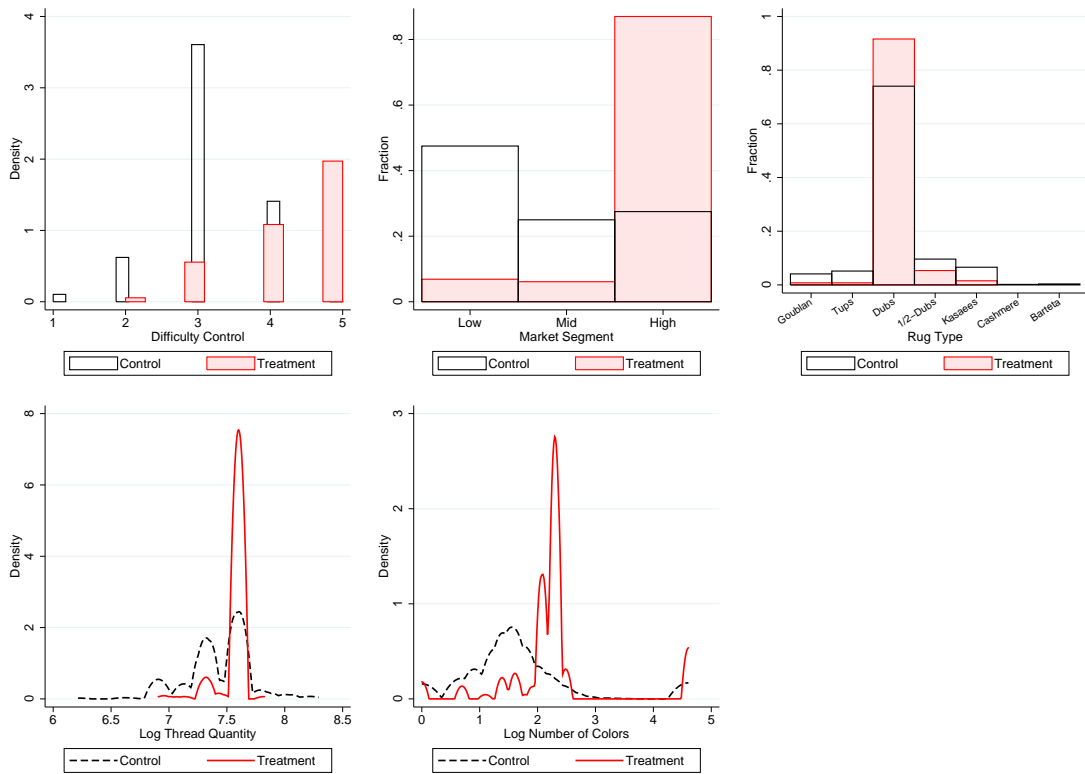 Density
4
3
2
1
0
1 2 3 4 5
Difficulty Control
Control Treatment
Fraction
.8
.6
.4
.2
0
Low Mid High
Market Segment
Control Treatment
Fraction
1
.8
.6
.4
.2
0
Goublan Tups Dubs 1/2−Dubs Kasaees Cashmere Barteta
Rug Type
Control Treatment
Density
8
6
4
2
0
6 6.5 7 7.5 8 8.5
Log Thread Quantity
Control Treatment
Density
3
2
1
0
0 1 2 3 4 5
Log Number of Colors
Control Treatment